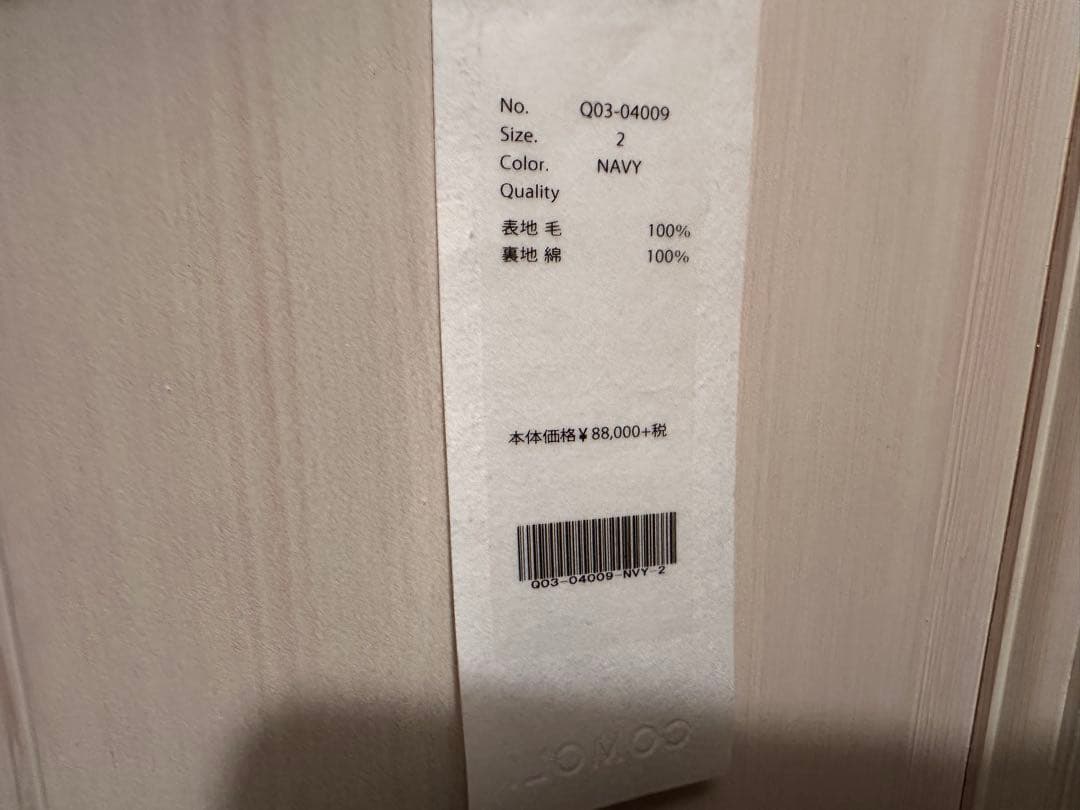 No. Q03-04009
Size. 2
Color. NAVY
Quality
表地 毛 100%
裏地 綿 100%
本体価格¥88,000+税
Q03-04009-NVY-2